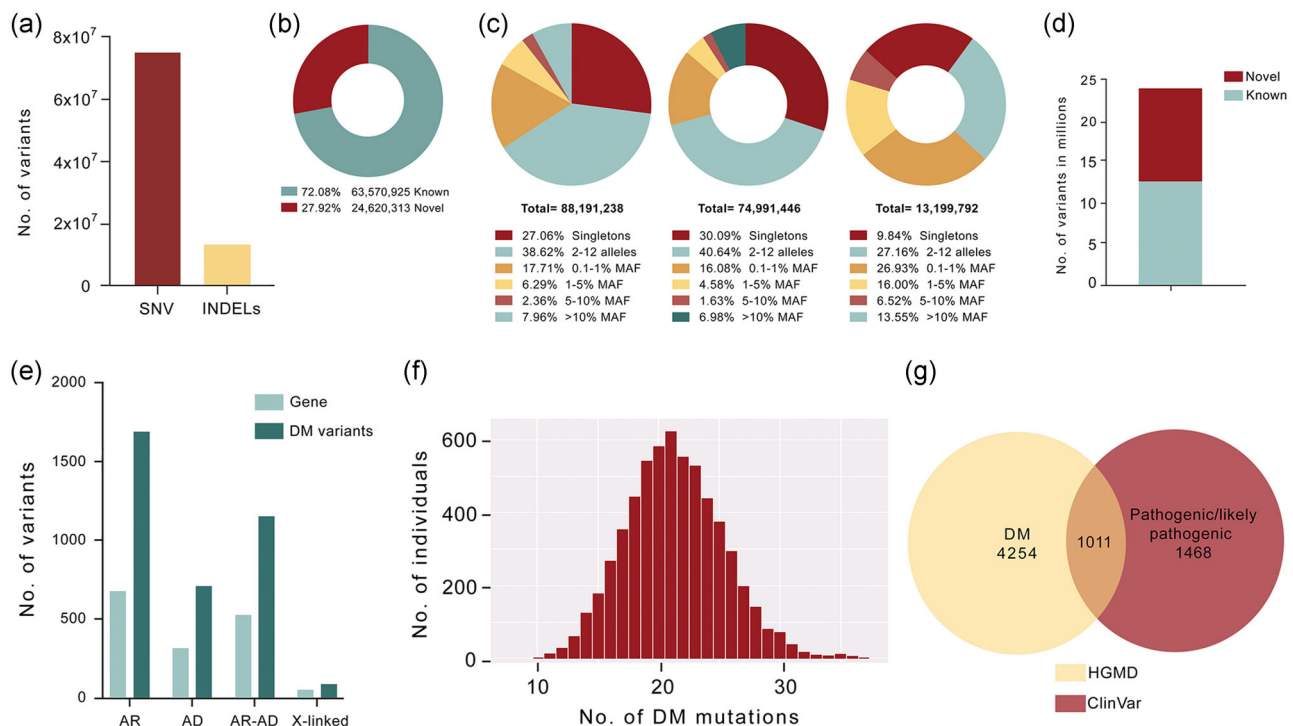 (a)
No. of variants
8x10⁷
6x10⁷
4x10⁷
2x10⁷
0
SNV INDELs
(b)
72.08% 63,570,925 Known
27.92% 24,620,313 Novel
(c)
Total= 88,191,238
27.06% Singletons
38.62% 2-12 alleles
17.71% 0.1-1% MAF
6.29% 1-5% MAF
2.36% 5-10% MAF
7.96% >10% MAF
Total= 74,991,446
30.09% Singletons
40.64% 2-12 alleles
16.08% 0.1-1% MAF
4.58% 1-5% MAF
1.63% 5-10% MAF
6.98% >10% MAF
Total= 13,199,792
9.84% Singletons
27.16% 2-12 alleles
26.93% 0.1-1% MAF
16.00% 1-5% MAF
6.52% 5-10% MAF
13.55% >10% MAF
(d)
No. of variants in millions
25
20
15
10
5
0
Novel
Known
(e)
No. of variants
2000
1500
1000
500
0
Gene
DM variants
AR AD AR-AD X-linked
(f)
No. of individuals
600
400
200
0
10 20 30
No. of DM mutations
(g)
DM
4254
1011
Pathogenic/likely
pathogenic
1468
HGMD
ClinVar